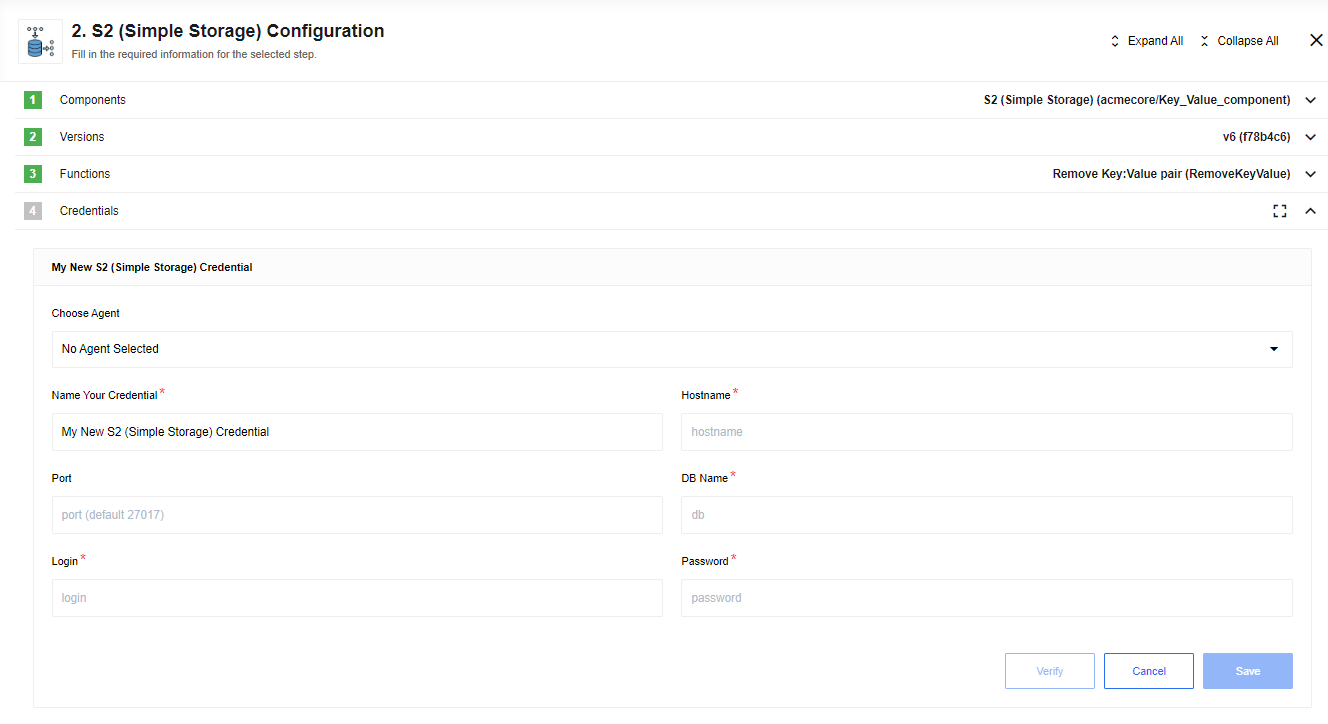 2. S2 (Simple Storage) Configuration
Fill in the required information for the selected step.
Expand All
Collapse All
1 Components S2 (Simple Storage) (acmecore/Key_Value_component)
2 Versions v6 (f78b4c6)
3 Functions Remove Key:Value pair (RemoveKeyValue)
4 Credentials
My New S2 (Simple Storage) Credential
Choose Agent
No Agent Selected
Name Your Credential *
Hostname *
My New S2 (Simple Storage) Credential
hostname
Port
DB Name *
port (default 27017)
db
Login *
Password *
login
password
Verify
Cancel
Save